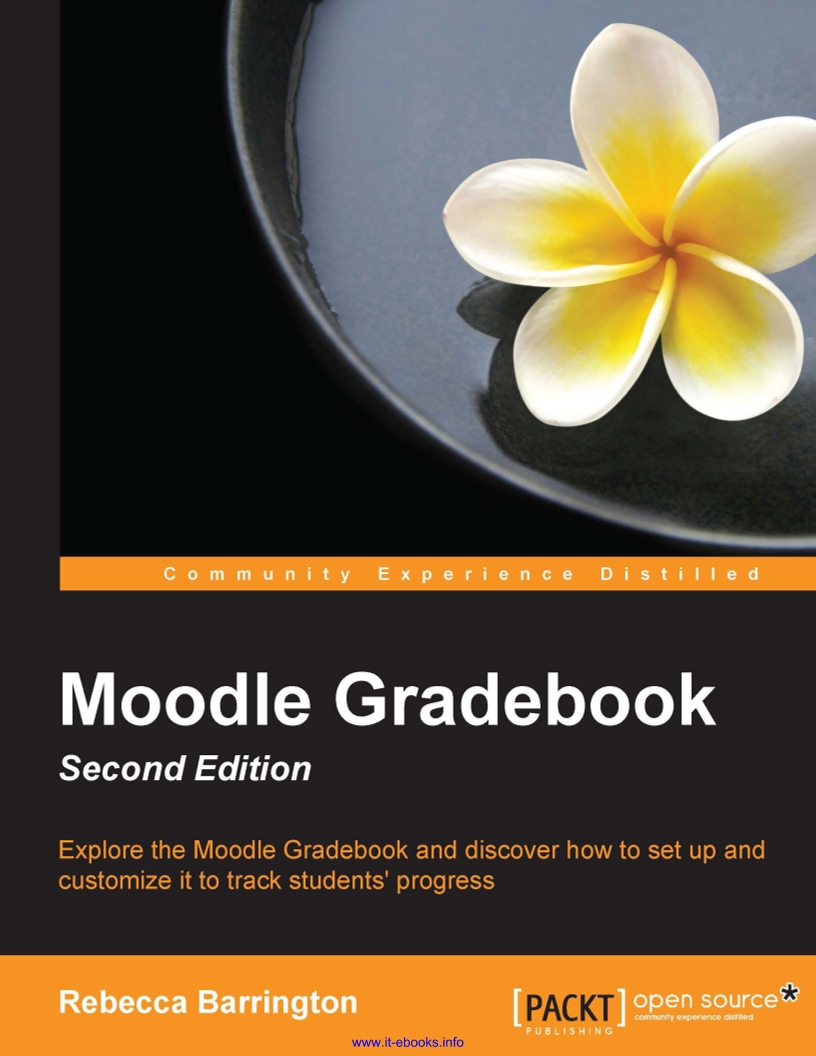 Community Experience Distilled
Moodle Gradebook
Second Edition
Explore the Moodle Gradebook and discover how to set up and
customize it to track students' progress
Rebecca Barrington
[PACKT] open source*
PUBLISHING community experience distilled
www.it-ebooks.info